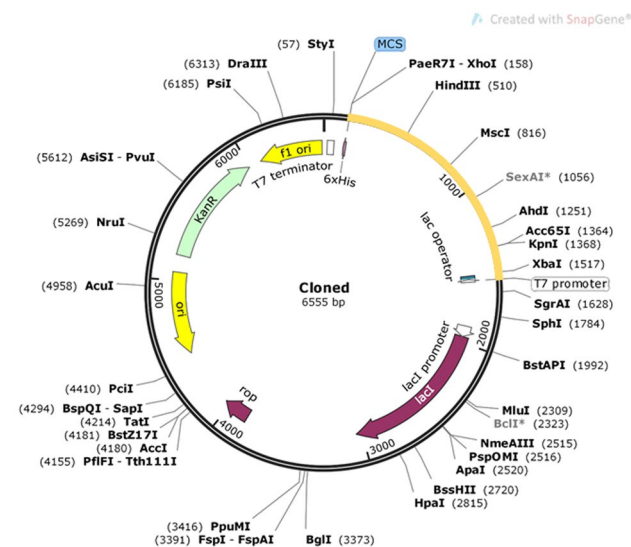 Created with SnapGene®
(57) StyI
MCS
(6313) DraIII
PaeR7I - XhoI (158)
(6185) PsiI
HindIII (510)
MscI (816)
(5612) AsiSI - PvuI
6000
f1 ori
T7 terminator
6xHis
1000
SexAI* (1056)
KanR
AhdI (1251)
(5269) NruI
lac operator
Acc65I (1364)
KpnI (1368)
XbaI (1517)
T7 promoter
(4958) AcuI
5000
ori
Cloned
6555 bp
SgrAI (1628)
SphI (1784)
2000
BstAPI (1992)
lacI promoter
lacI
(4410) PciI
rop
(4294) BspQI - SapI
MluI (2309)
(4214) TatI
BclI* (2323)
(4181) BstZ17I
4000
(4180) AccI
3000
NmeAIII (2515)
(4155) PflFI - Tth111I
PspOMI (2516)
ApaI (2520)
BssHII (2720)
HpaI (2815)
(3416) PpuMI
(3391) FspI - FspAI
BglI (3373)